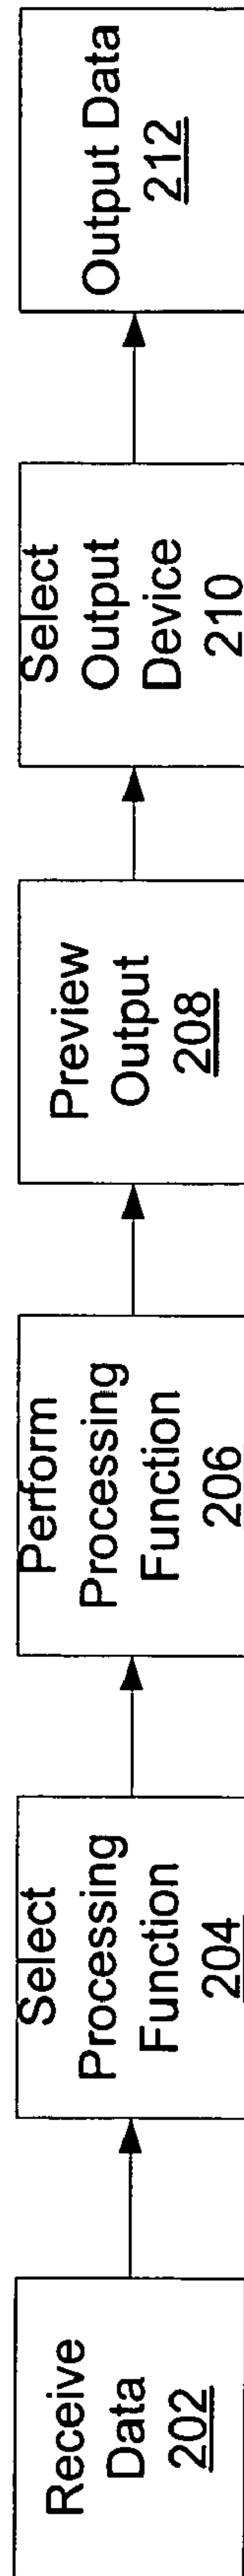 Receive
Data
202
Select
Processing
Function
204
Perform
Processing
Function
206
Preview
Output
208
Select
Output
Device
210
Output Data
212